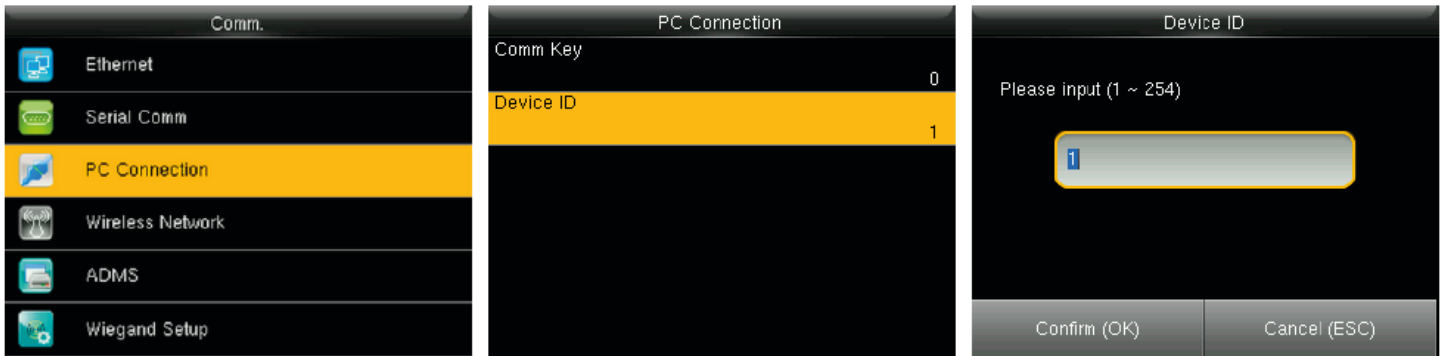 Comm.
Ethernet
Serial Comm
PC Connection
Wireless Network
ADMS
Wiegand Setup
PC Connection
Comm Key
0
Device ID
1
Device ID
Please input (1 ~ 254)
1
Confirm (OK)
Cancel (ESC)